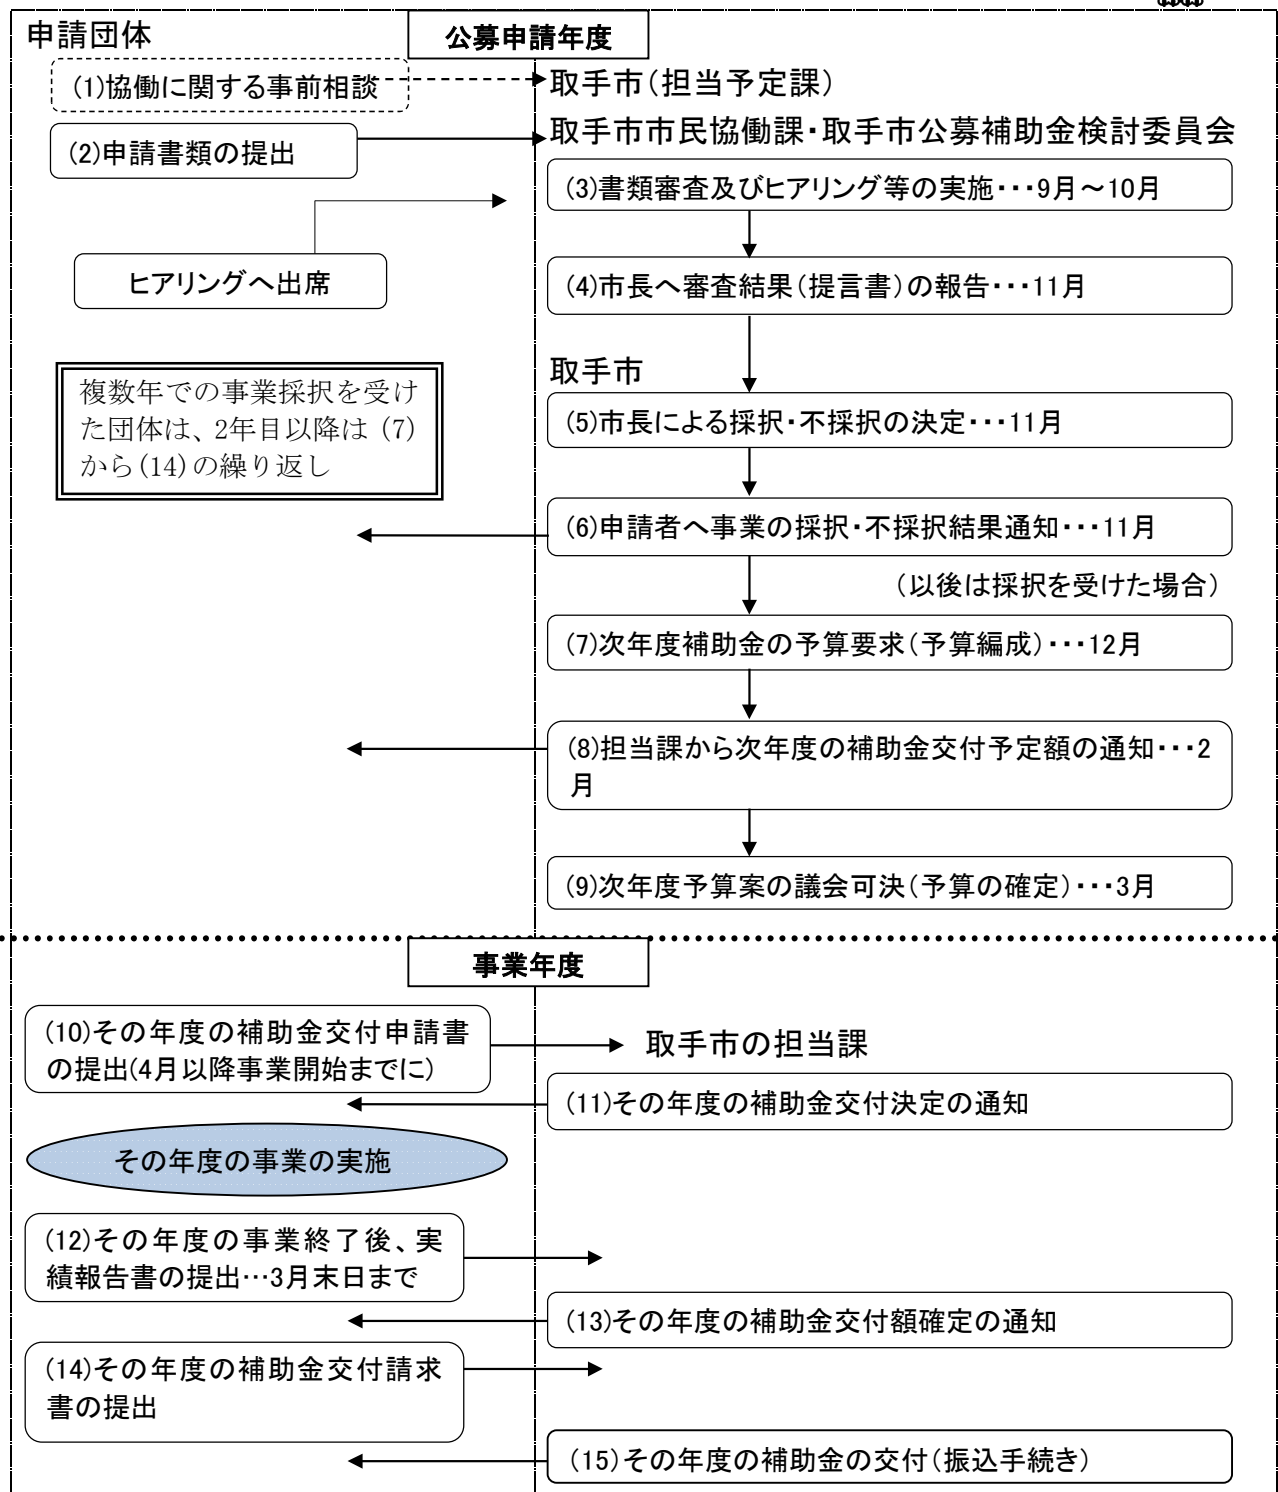 申請団体
公募申請年度
(1)協働に関する事前相談
取手市(担当予定課)
取手市市民協働課・取手市公募補助金検討委員会
(2)申請書類の提出
(3)書類審査及びヒアリング等の実施・・・9月～10月
ヒアリングへ出席
(4)市長へ審査結果(提言書)の報告・・・11月
取手市
複数年での事業採択を受け
た団体は、2年目以降は(7)
から(14)の繰り返し
(5)市長による採択・不採択の決定・・・11月
(6)申請者へ事業の採択・不採択結果通知・・・11月
(以後は採択を受けた場合)
(7)次年度補助金の予算要求(予算編成)・・・12月
(8)担当課から次年度の補助金交付予定額の通知・・・2
月
(9)次年度予算案の議会可決(予算の確定)・・・3月
事業年度
(10)その年度の補助金交付申請書
の提出(4月以降事業開始までに)
取手市の担当課
(11)その年度の補助金交付決定の通知
その年度の事業の実施
(12)その年度の事業終了後、実
績報告書の提出…3月末日まで
(13)その年度の補助金交付額確定の通知
(14)その年度の補助金交付請求
書の提出
(15)その年度の補助金の交付(振込手続き)